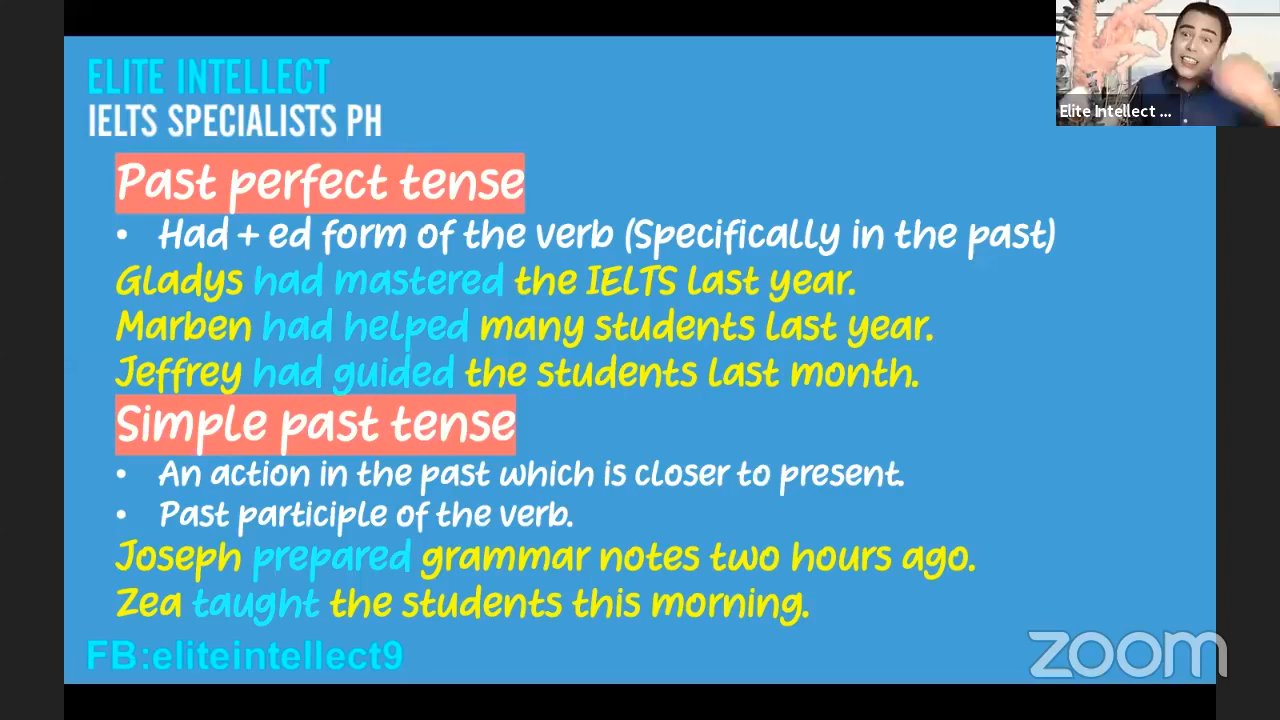 ELITE INTELLECT
IELTS SPECIALISTS PH
Elite Intellect ...
Past perfect tense
• Had + ed form of the verb (Specifically in the past)
Gladys had mastered the IELTS last year.
Marben had helped many students last year.
Jeffrey had guided the students last month.
Simple past tense
• An action in the past which is closer to present.
• Past participle of the verb.
Joseph prepared grammar notes two hours ago.
Zea taught the students this morning.
FB:eliteintellect9
zoom